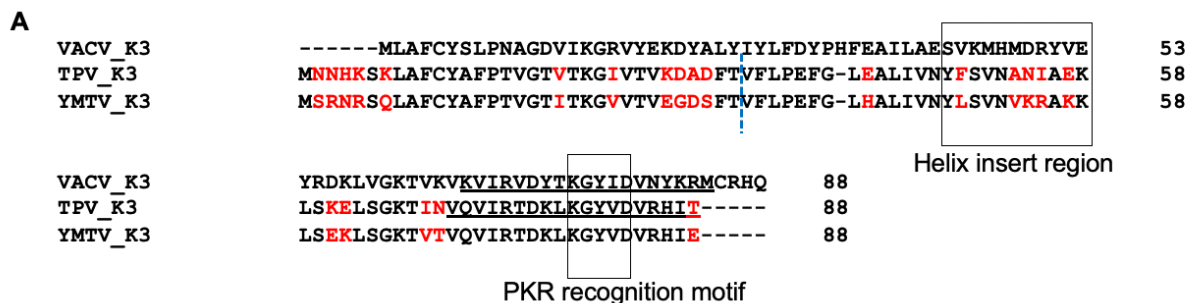 A
VACV_K3 ------MLAFCYSLPNAGDVIKGRVYEKDYALYIYLFDYPHFEAILAESVKMHMDRYVE 53
TPV_K3 MNNHKSKLAFCYAFPTVGTVTKGIVTVKDADFTVFLPEFG-LEALIVNYFSVNANIAEK 58
YMTV_K3 MSRNRSQLAFCYAFPTVGTITKGVVTVEGDSFTVFLPEFG-LHALIVNYLSVNVKRAKK 58
Helix insert region
VACV_K3 YRDKLVGKTVKVKVIRVDYTKGYIDVNYKRMCRHQ 88
TPV_K3 LSKELSGKTINVQVIRTDKLKGYVDVRHIT----- 88
YMTV_K3 LSEKLSGKTVTVQVIRTDKLKGYVDVRHIE----- 88
PKR recognition motif